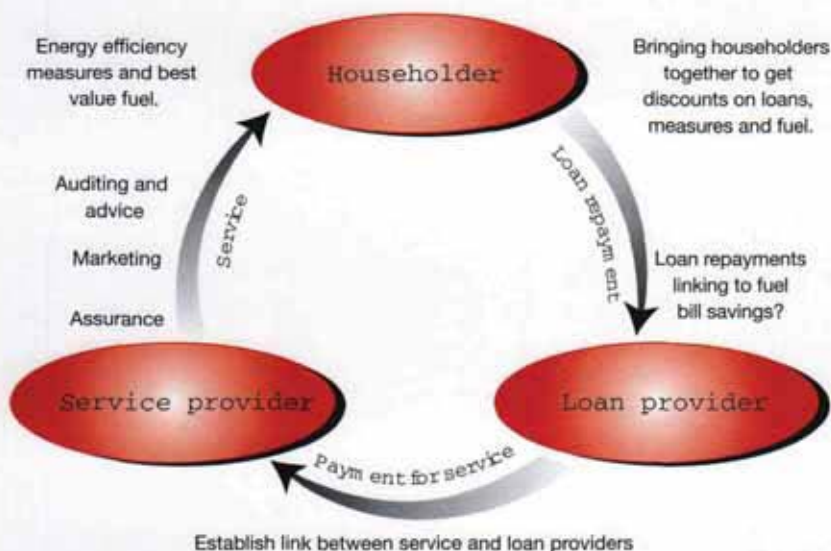 Energy efficiency
measures and best
value fuel.
Householder
Bringing householders
together to get
discounts on loans,
measures and fuel.
Auditing and
advice
Marketing
Assurance
Service
Loan repayment
Loan repayments
linking to fuel
bill savings?
Service provider
Loan provider
Payment for service
Establish link between service and loan providers